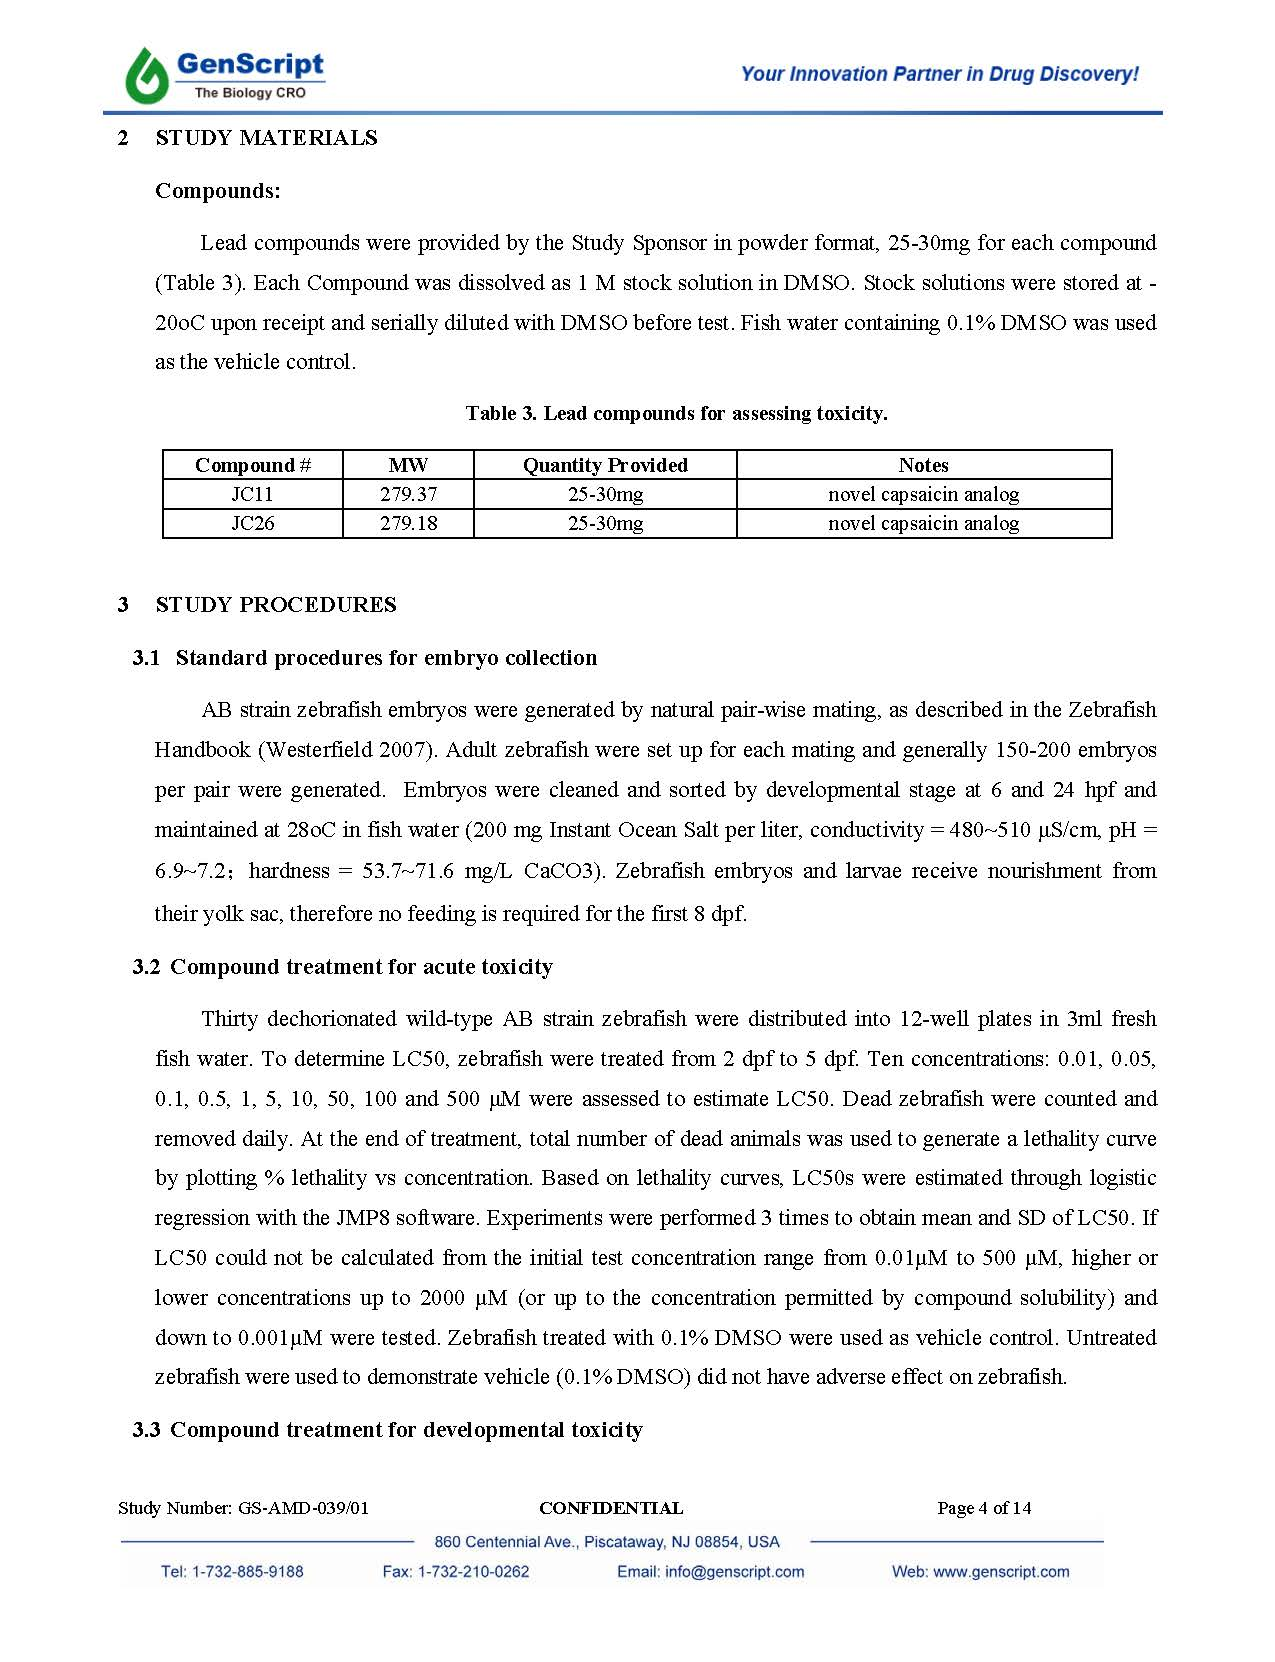 GenScript
The Biology CRO
Your Innovation Partner in Drug Discovery!
2 STUDY MATERIALS
Compounds:
Lead compounds were provided by the Study Sponsor in powder format, 25-30mg for each compound
(Table 3). Each Compound was dissolved as 1 M stock solution in DMSO. Stock solutions were stored at -
20oC upon receipt and serially diluted with DMSO before test. Fish water containing 0.1% DMSO was used
as the vehicle control.
Table 3. Lead compounds for assessing toxicity.
Compound # MW Quantity Provided Notes
JC11 279.37 25-30mg novel capsaicin analog
JC26 279.18 25-30mg novel capsaicin analog
3 STUDY PROCEDURES
3.1 Standard procedures for embryo collection
AB strain zebrafish embryos were generated by natural pair-wise mating, as described in the Zebrafish
Handbook (Westerfield 2007). Adult zebrafish were set up for each mating and generally 150-200 embryos
per pair were generated. Embryos were cleaned and sorted by developmental stage at 6 and 24 hpf and
maintained at 28oC in fish water (200 mg Instant Ocean Salt per liter, conductivity = 480~510 µS/cm, pH =
6.9~7.2; hardness = 53.7~71.6 mg/L CaCO3). Zebrafish embryos and larvae receive nourishment from
their yolk sac, therefore no feeding is required for the first 8 dpf.
3.2 Compound treatment for acute toxicity
Thirty dechorionated wild-type AB strain zebrafish were distributed into 12-well plates in 3ml fresh
fish water. To determine LC50, zebrafish were treated from 2 dpf to 5 dpf. Ten concentrations: 0.01, 0.05,
0.1, 0.5, 1, 5, 10, 50, 100 and 500 µM were assessed to estimate LC50. Dead zebrafish were counted and
removed daily. At the end of treatment, total number of dead animals was used to generate a lethality curve
by plotting % lethality vs concentration. Based on lethality curves, LC50s were estimated through logistic
regression with the JMP8 software. Experiments were performed 3 times to obtain mean and SD of LC50. If
LC50 could not be calculated from the initial test concentration range from 0.01µM to 500 µM, higher or
lower concentrations up to 2000 µM (or up to the concentration permitted by compound solubility) and
down to 0.001µM were tested. Zebrafish treated with 0.1% DMSO were used as vehicle control. Untreated
zebrafish were used to demonstrate vehicle (0.1% DMSO) did not have adverse effect on zebrafish.
3.3 Compound treatment for developmental toxicity
Study Number: GS-AMD-039/01 CONFIDENTIAL Page 4 of 14
860 Centennial Ave., Piscataway, NJ 08854, USA
Tel: 1-732-885-9188 Fax: 1-732-210-0262 Email: info@genscript.com Web: www.genscript.com